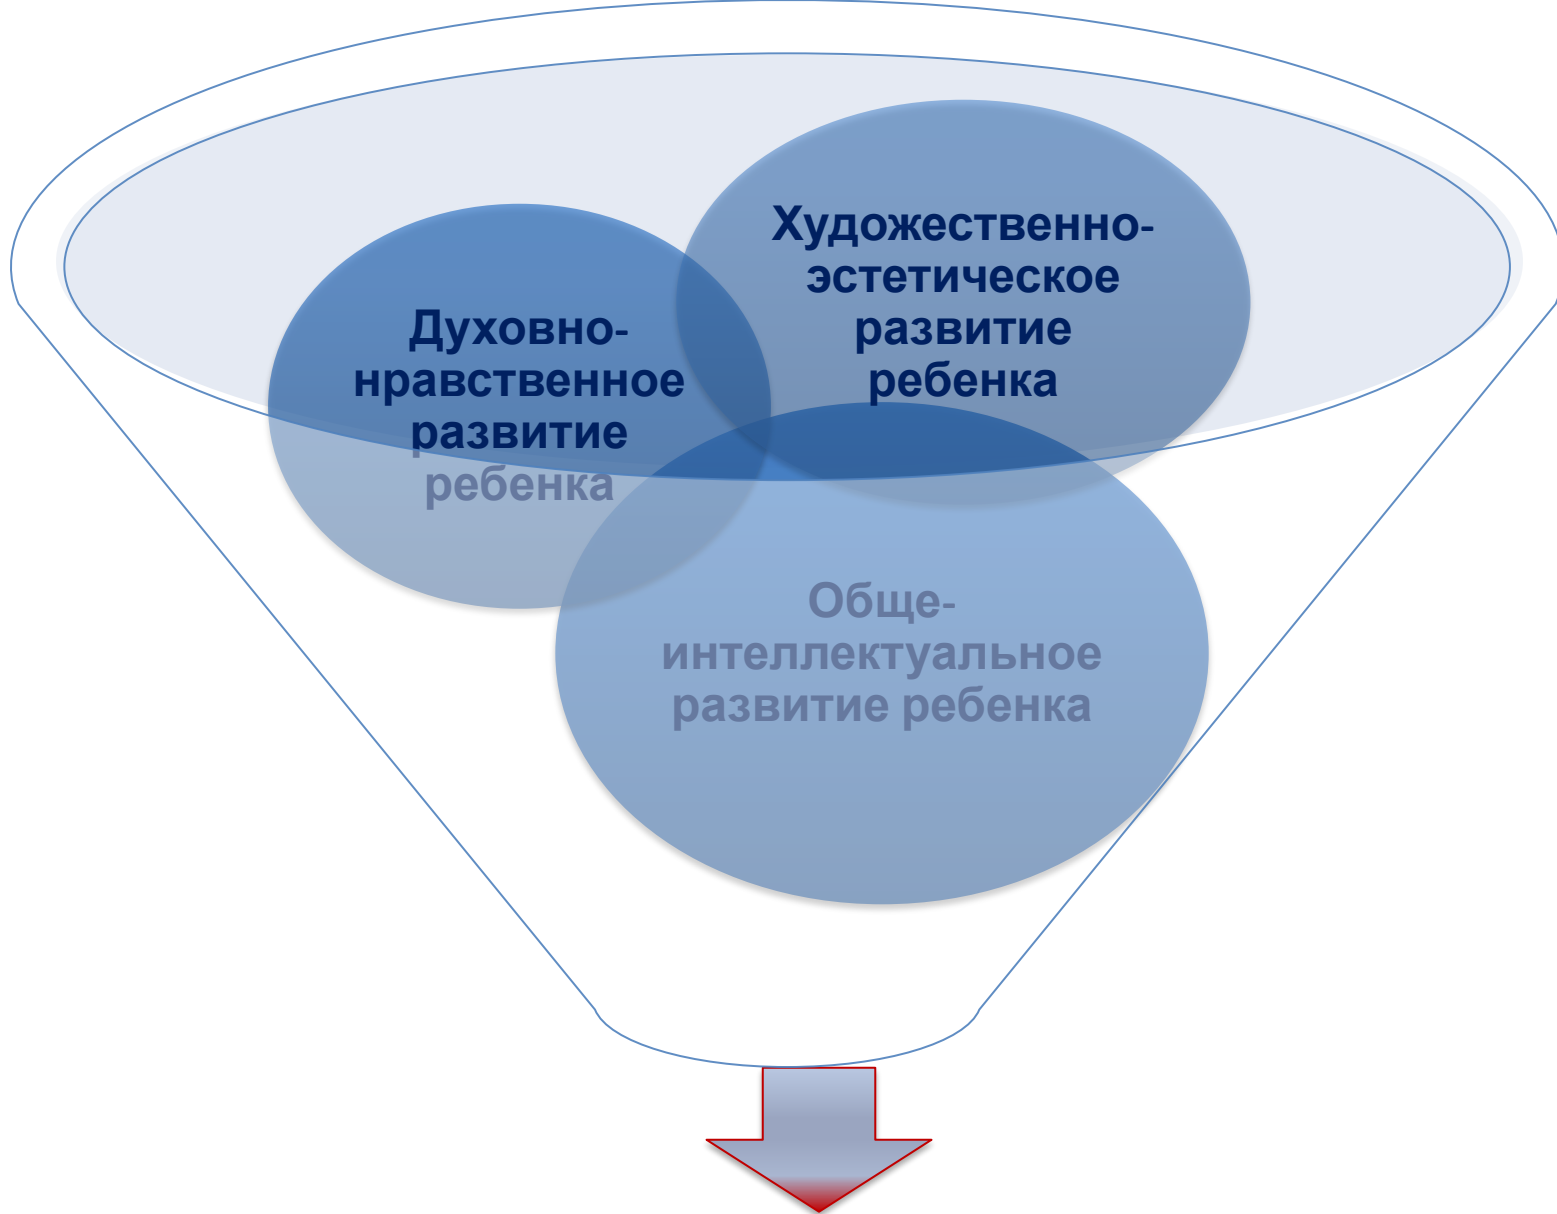 Художественно-
эстетическое
развитие
ребенка
Духовно-
нравственное
развитие
ребенка
Обще-
интеллектуальное
развитие ребенка